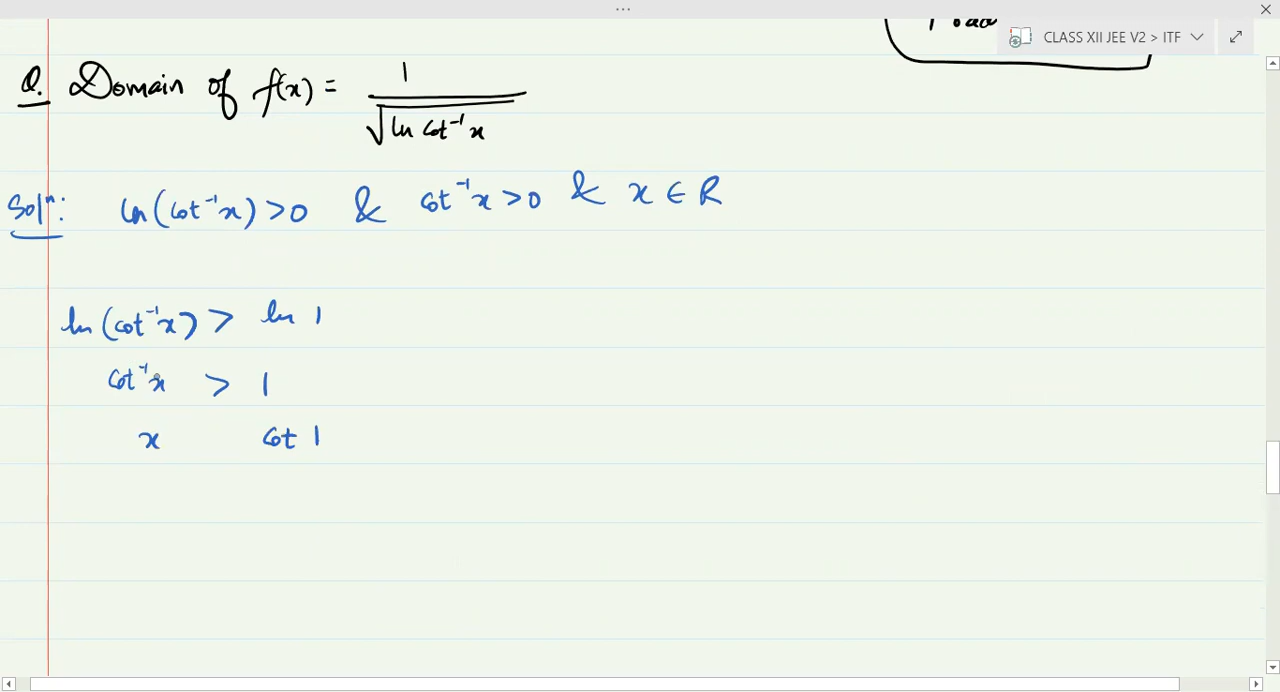 CLASS XII JEE V2 > ITF
Q. Domain of f(x) = 1 / √(ln cot⁻¹ x)
Solⁿ: ln(cot⁻¹x) > 0 & cot⁻¹x > 0 & x ∈ R
ln(cot⁻¹x) > ln 1
cot⁻¹x > 1
x cot 1